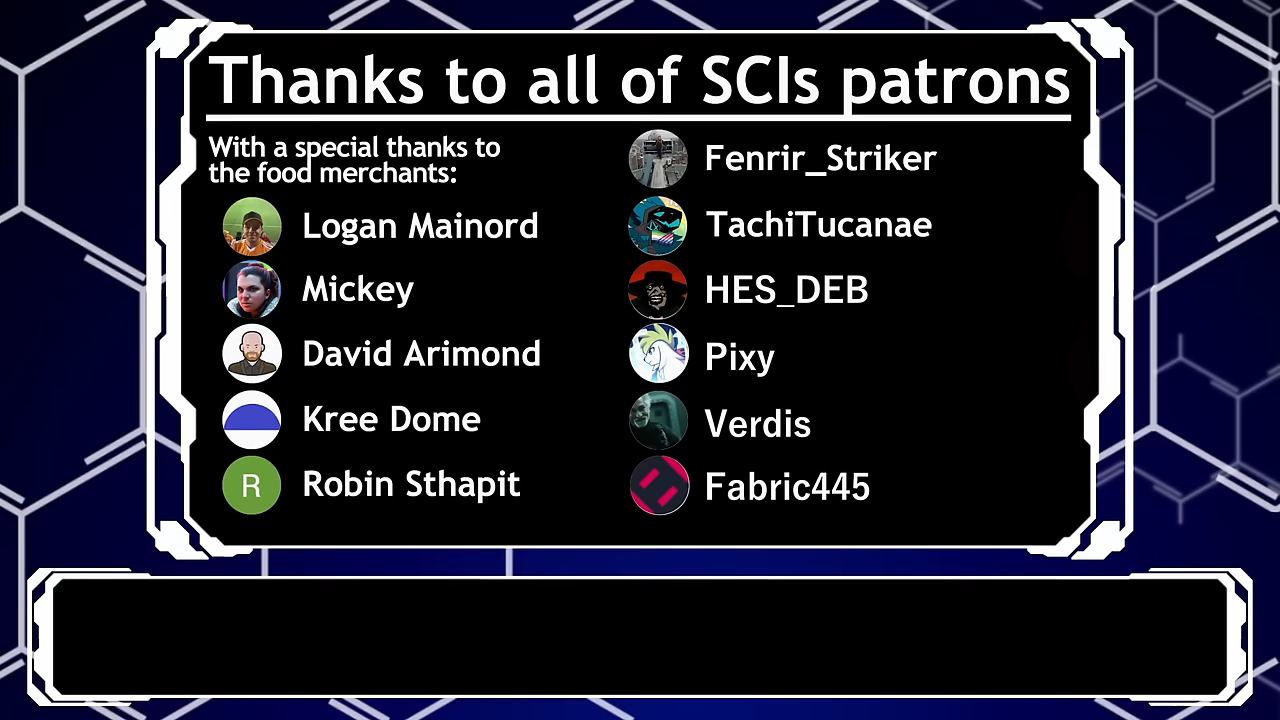 Thanks to all of SCIs patrons
With a special thanks to
the food merchants:
Logan Mainord
Mickey
David Arimond
Kree Dome
R
Robin Sthapit
Fenrir_Striker
TachiTucanae
HES_DEB
Pixy
Verdis
Fabric445